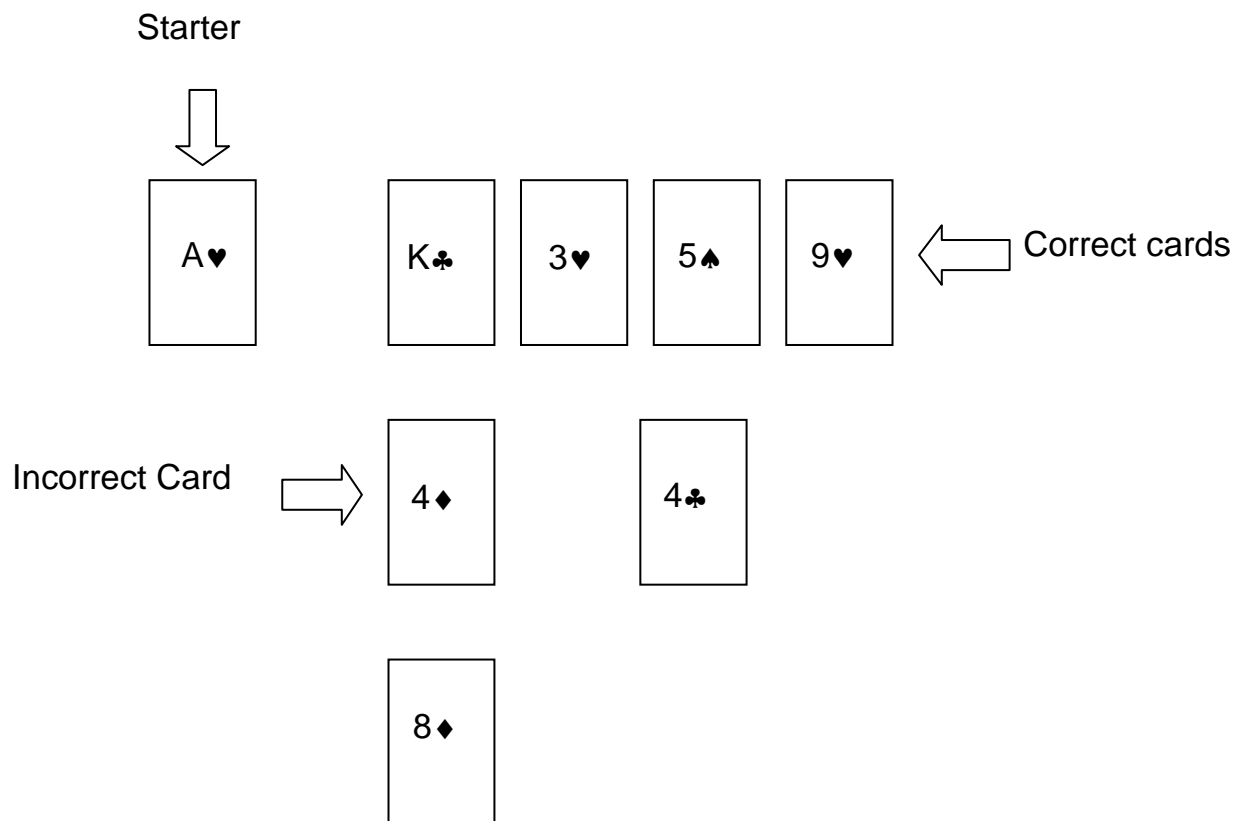 Starter
A♥ K♣ 3♥ 5♠ 9♥
Correct cards
Incorrect Card
4♦ 4♣
8♦